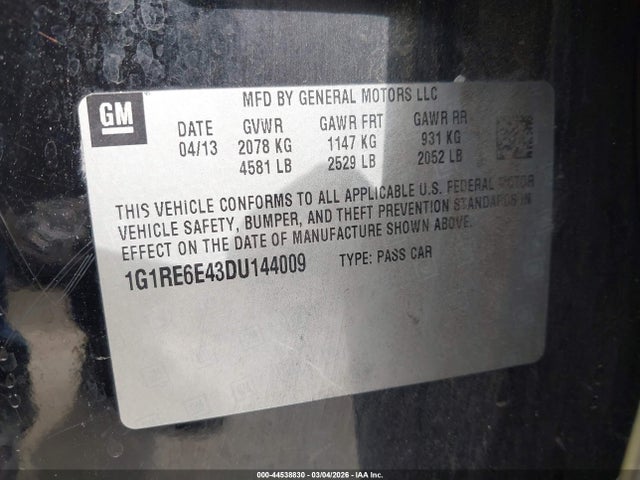 GM
MFD BY GENERAL MOTORS LLC
DATE GVWR GAWR FRT GAWR RR
04/13 2078 KG 1147 KG 931 KG
4581 LB 2529 LB 2052 LB
THIS VEHICLE CONFORMS TO ALL APPLICABLE U.S. FEDERAL MOTOR
VEHICLE SAFETY, BUMPER, AND THEFT PREVENTION STANDARDS IN
EFFECT ON THE DATE OF MANUFACTURE SHOWN ABOVE.
1G1RE6E43DU144009 TYPE: PASS CAR
000-44538830 - 03/04/2026 - IAA Inc.